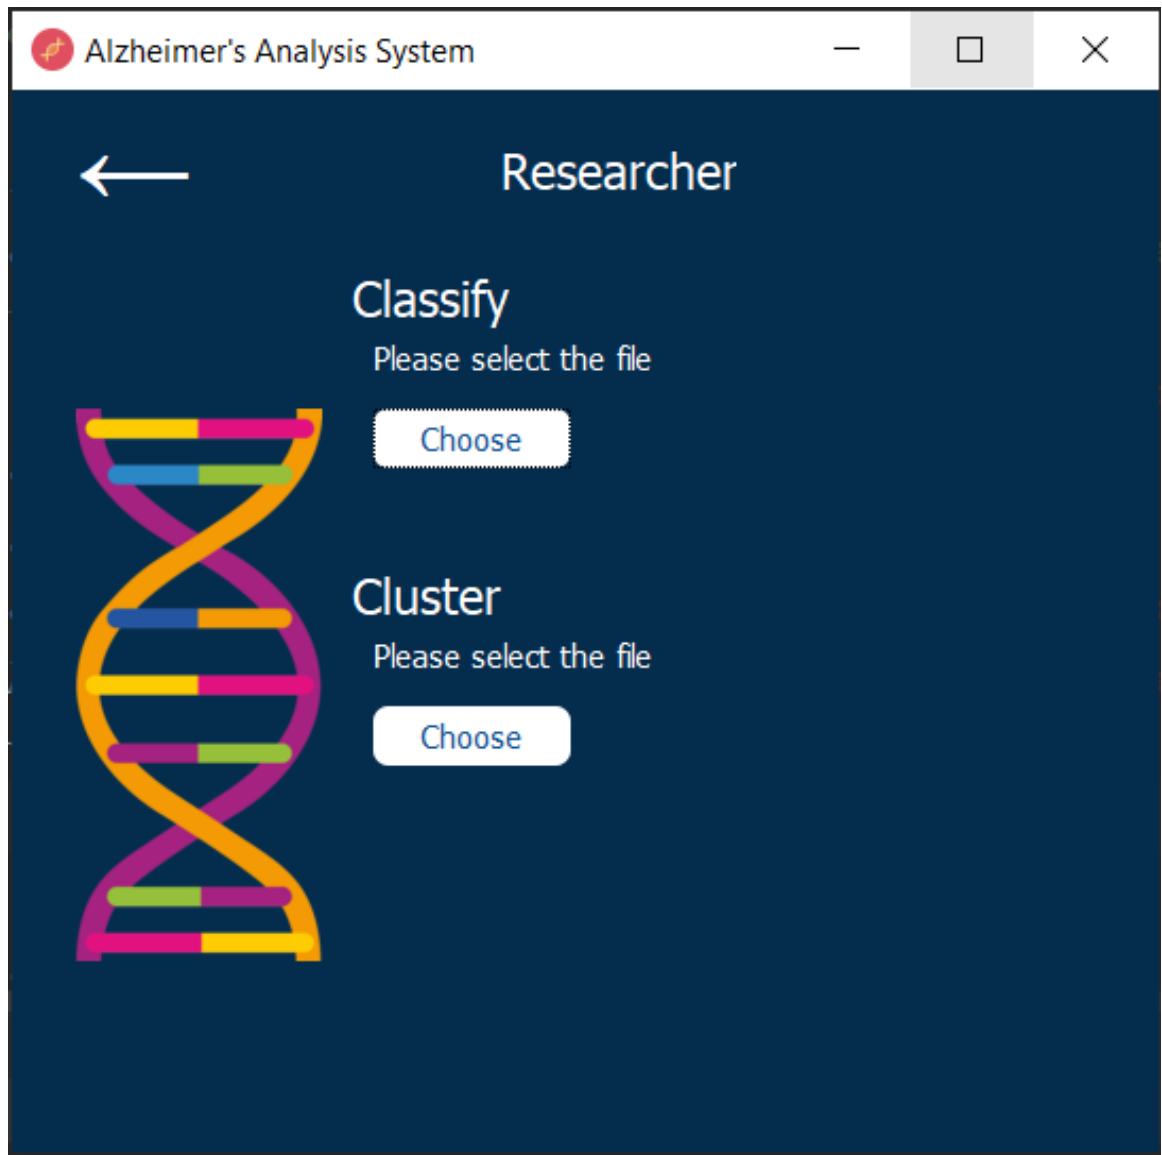 Alzheimer's Analysis System
Researcher
Classify
Please select the file
Choose
Cluster
Please select the file
Choose